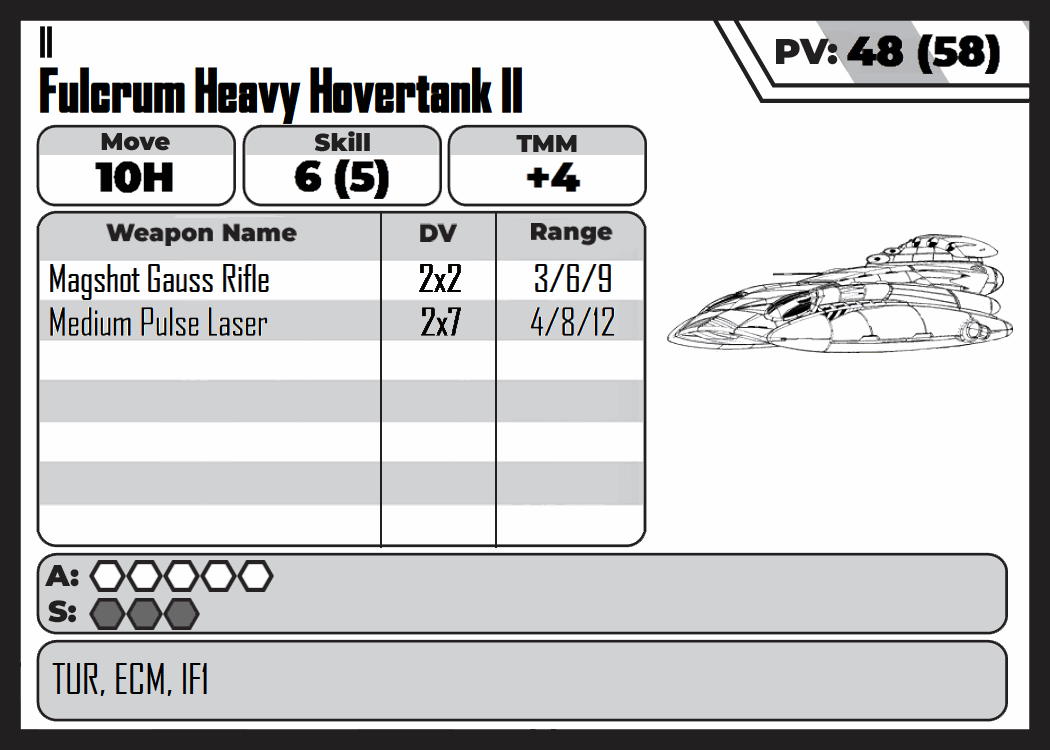 II
Fulcrum Heavy Hovertank II
PV: 48 (58)
Move Skill TMM
10H 6 (5) +4
Weapon Name DV Range
Magshot Gauss Rifle 2x2 3/6/9
Medium Pulse Laser 2x7 4/8/12
A:
S:
TUR, ECM, IF1